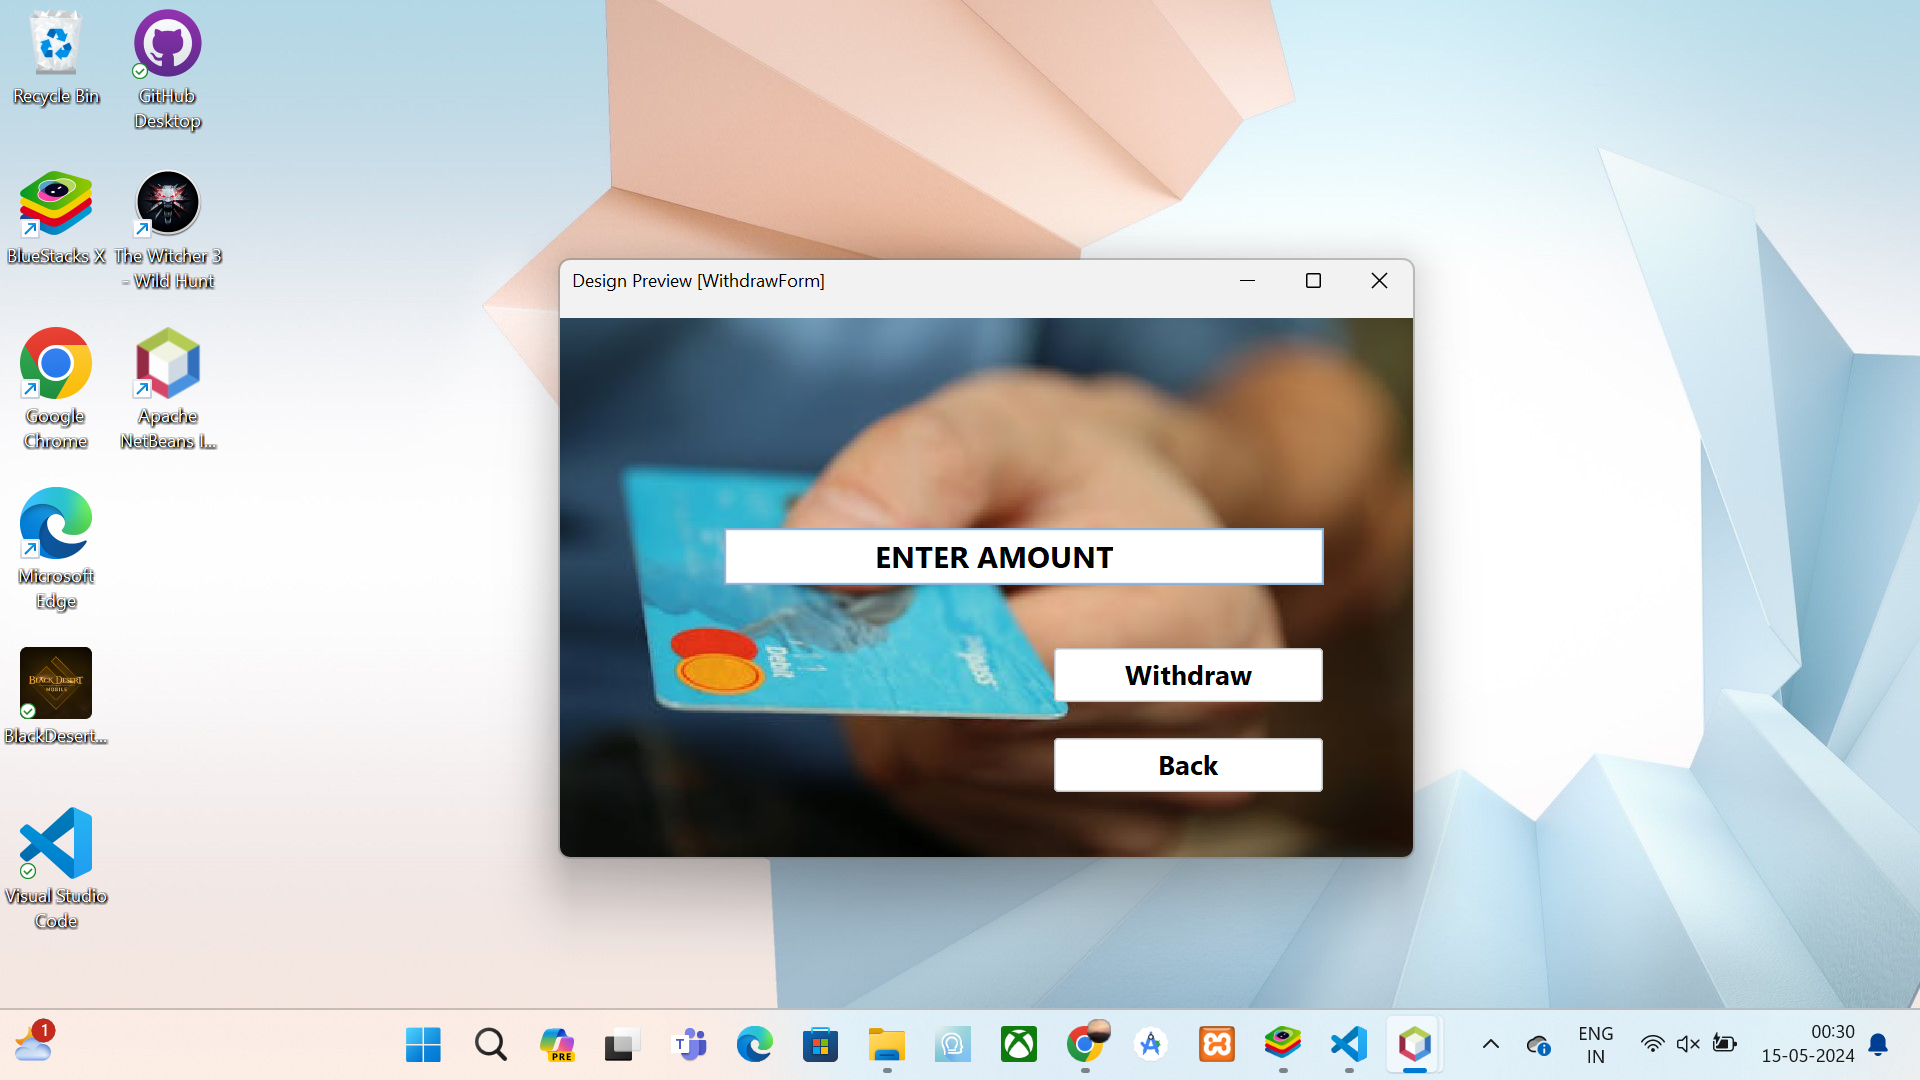 Recycle Bin
GitHub
Desktop
BlueStacks X
The Witcher 3
- Wild Hunt
Google
Chrome
Apache
NetBeans I...
Microsoft
Edge
BLACK DESERT
MOBILE
BlackDesert...
Visual Studio
Code
Design Preview [WithdrawForm]
ENTER AMOUNT
Debit
Withdraw
Back
1
PRE
T
ENG
IN
00:30
15-05-2024